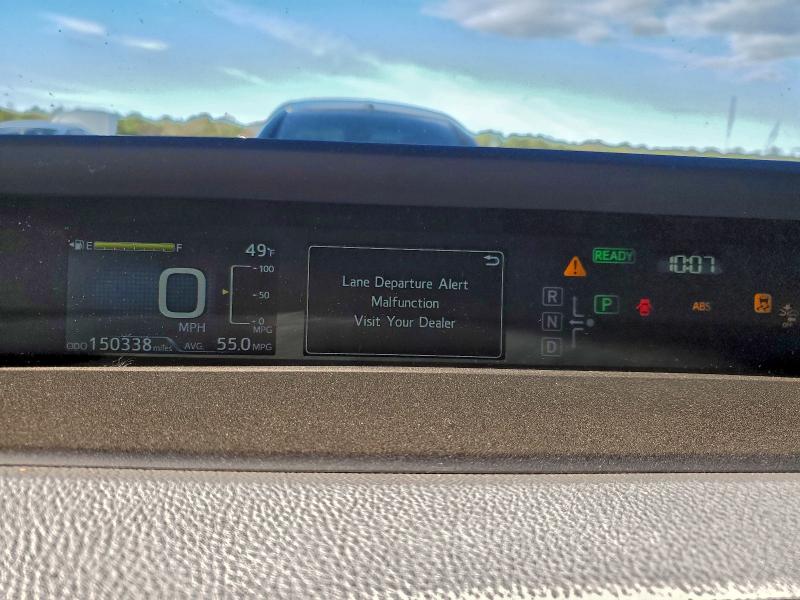 E F
49°F
100
0
50
MPH
0
MPG
ODO 150338 miles
AVG. 55.0 MPG
Lane Departure Alert
Malfunction
Visit Your Dealer
READY
10:07
R
P
ABS
N
D